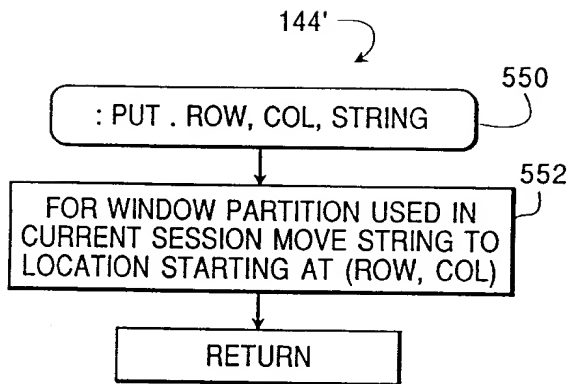 144'
550
: PUT . ROW, COL, STRING
552
FOR WINDOW PARTITION USED IN
CURRENT SESSION MOVE STRING TO
LOCATION STARTING AT (ROW, COL)
RETURN